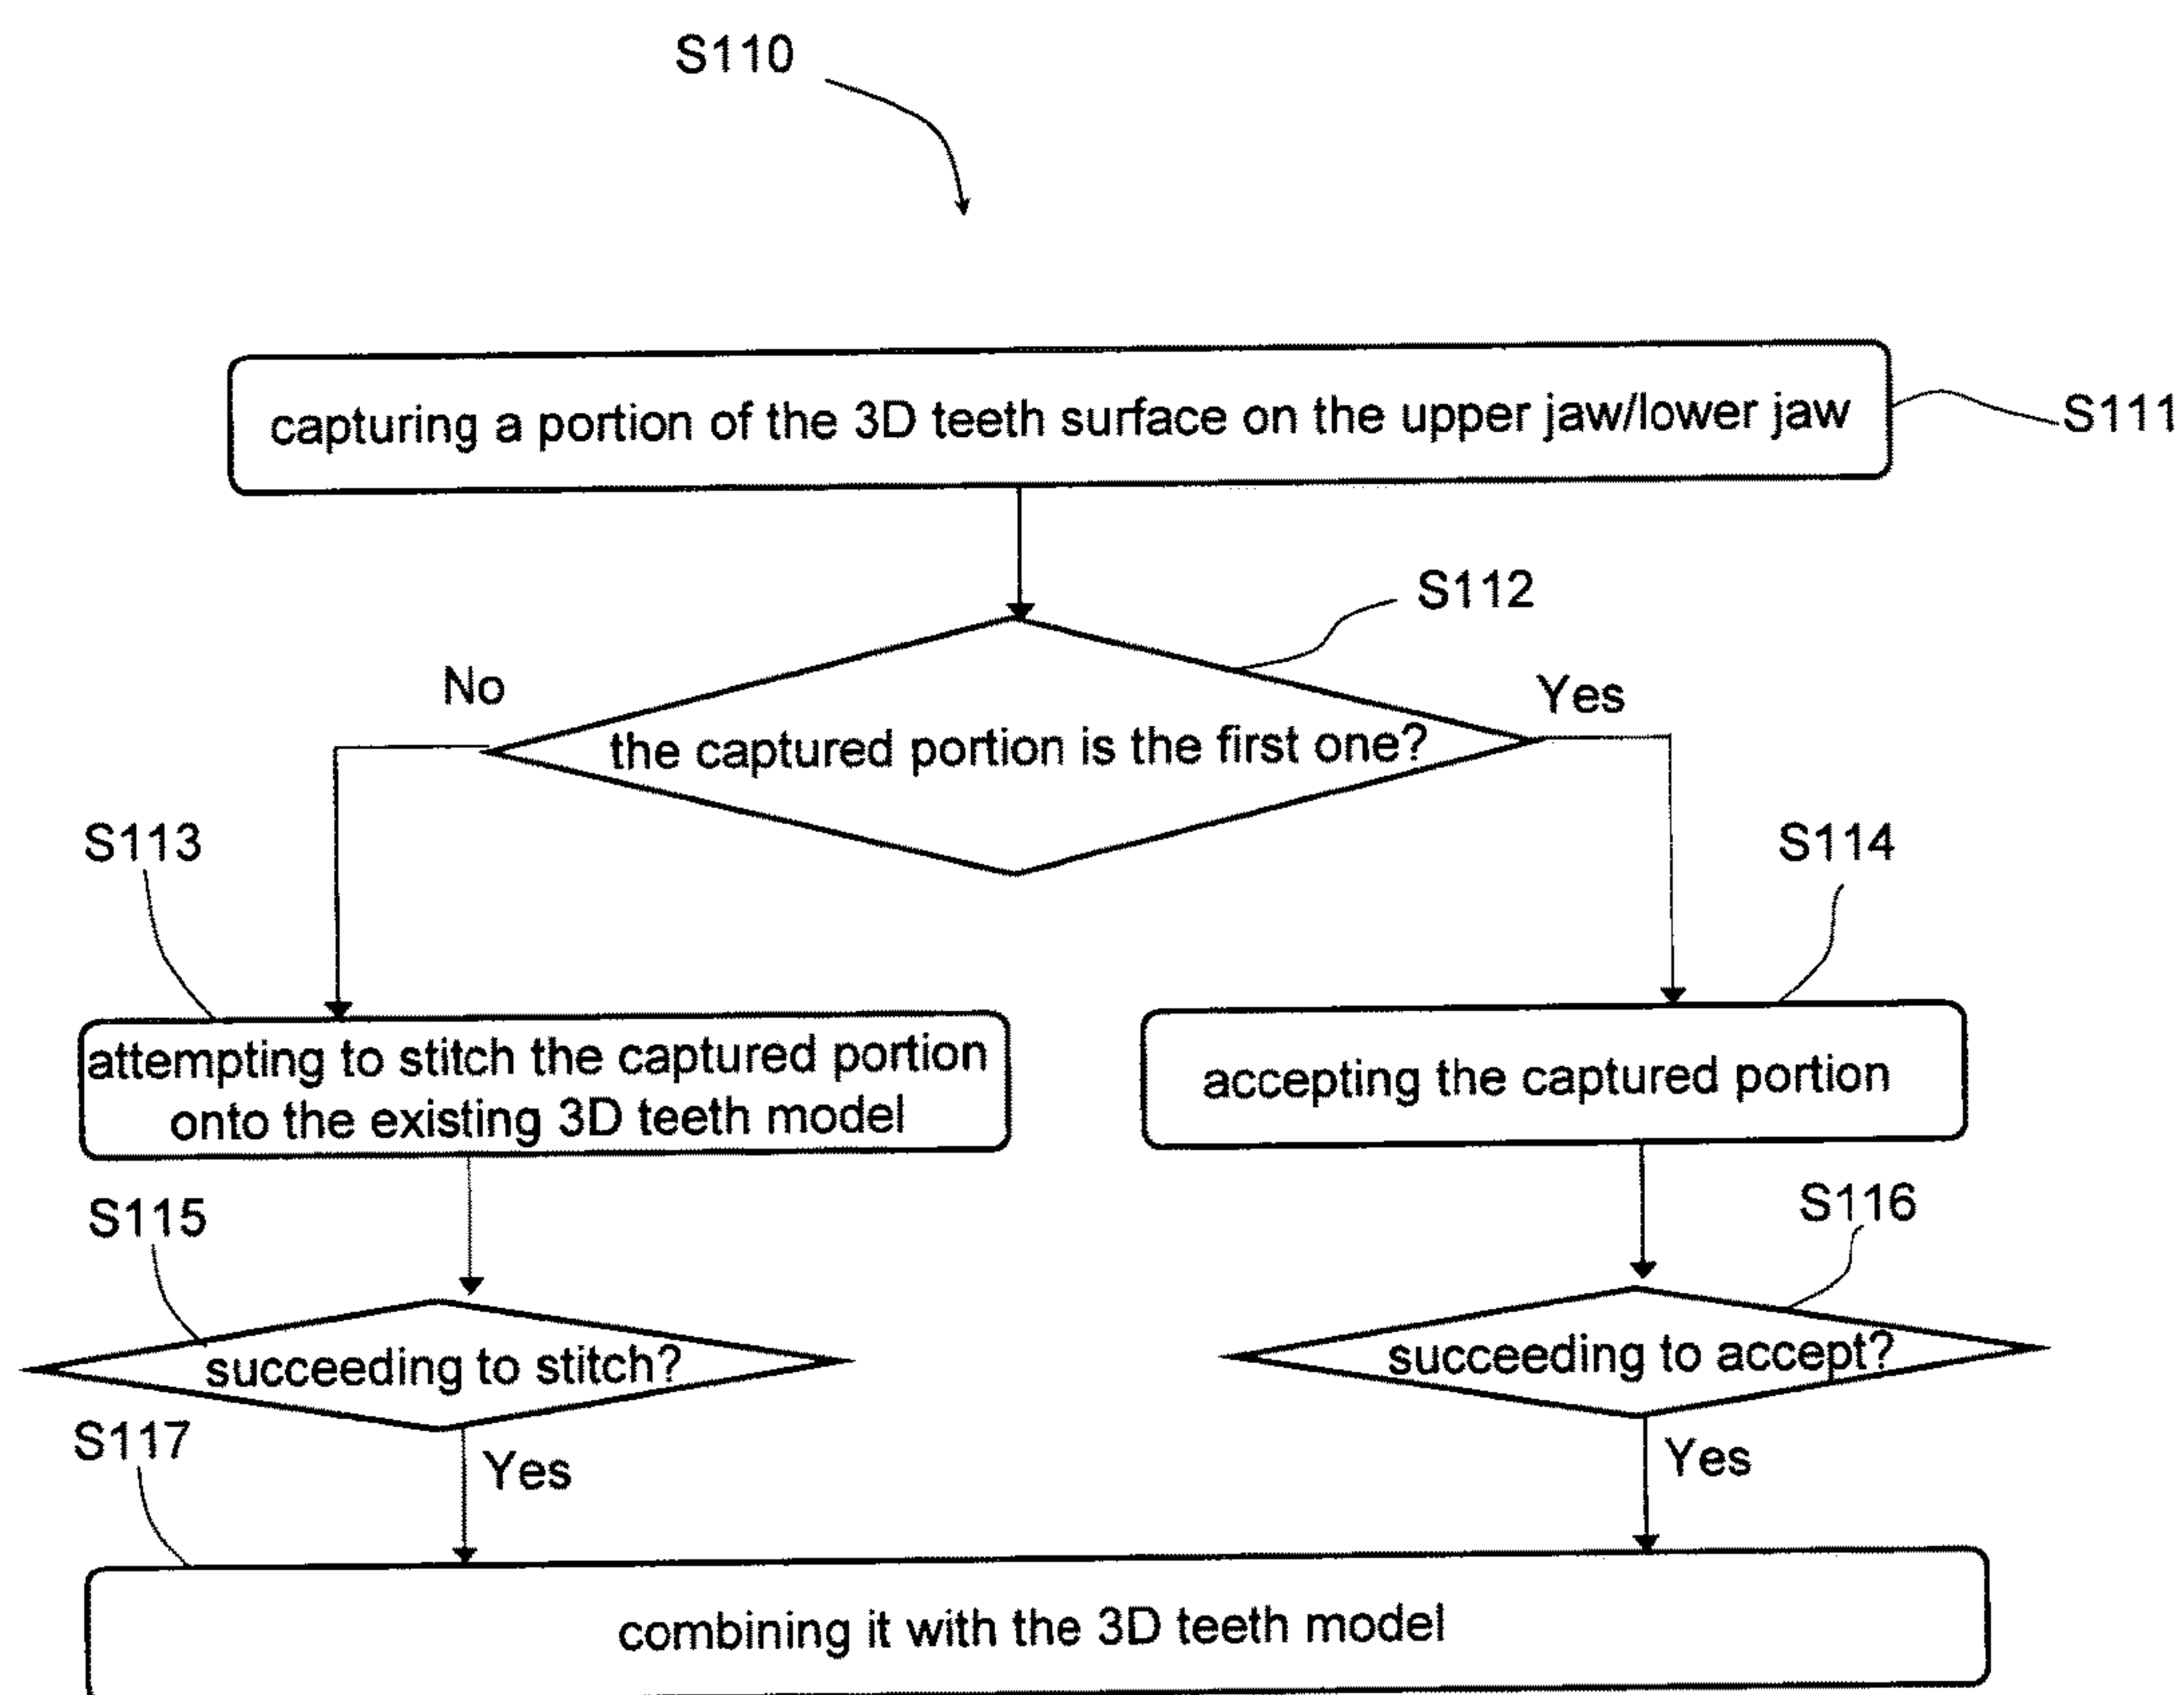 S110
capturing a portion of the 3D teeth surface on the upper jaw/lower jaw
S111
S112
No
Yes
the captured portion is the first one?
S113
S114
attempting to stitch the captured portion
onto the existing 3D teeth model
accepting the captured portion
S115
S116
succeeding to stitch?
succeeding to accept?
S117
Yes
Yes
combining it with the 3D teeth model